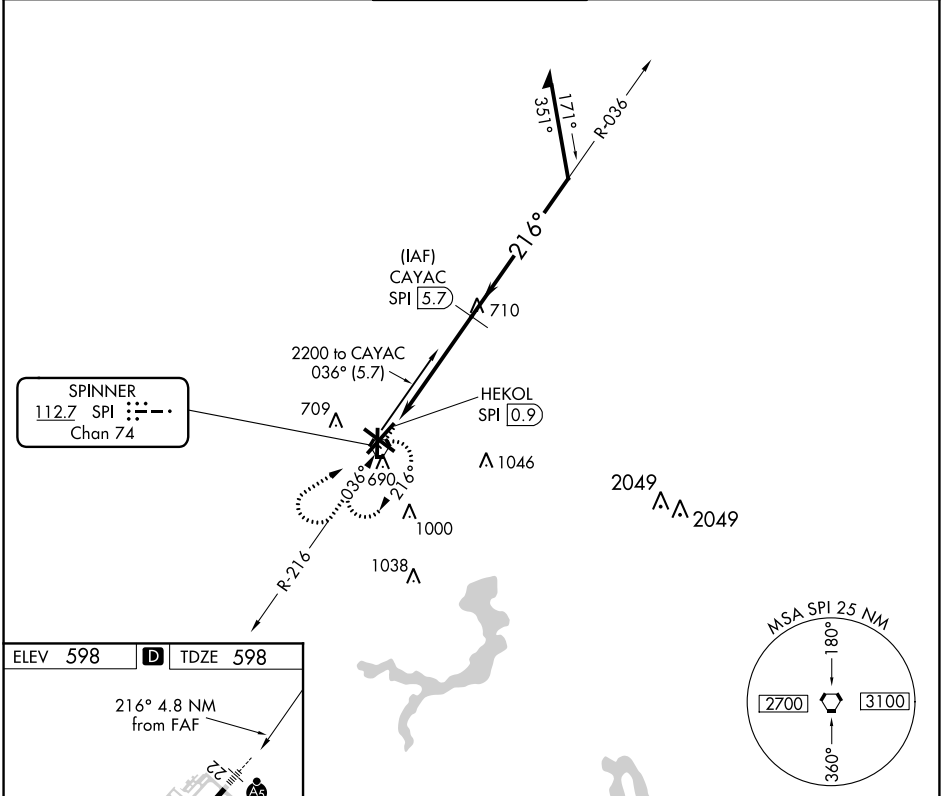 351°
171°
R-036
216°
(IAF)
CAYAC
SPI 5.7
710
2200 to CAYAC
036° (5.7)
SPINNER
112.7 SPI
Chan 74
709
HEKOL
SPI 0.9
1046
690
036°
216°
2049
2049
1000
1038
R-216
MSA SPI 25 NM
180°
2700
3100
360°
ELEV 598 D TDZE 598
216° 4.8 NM
from FAF
22
A5